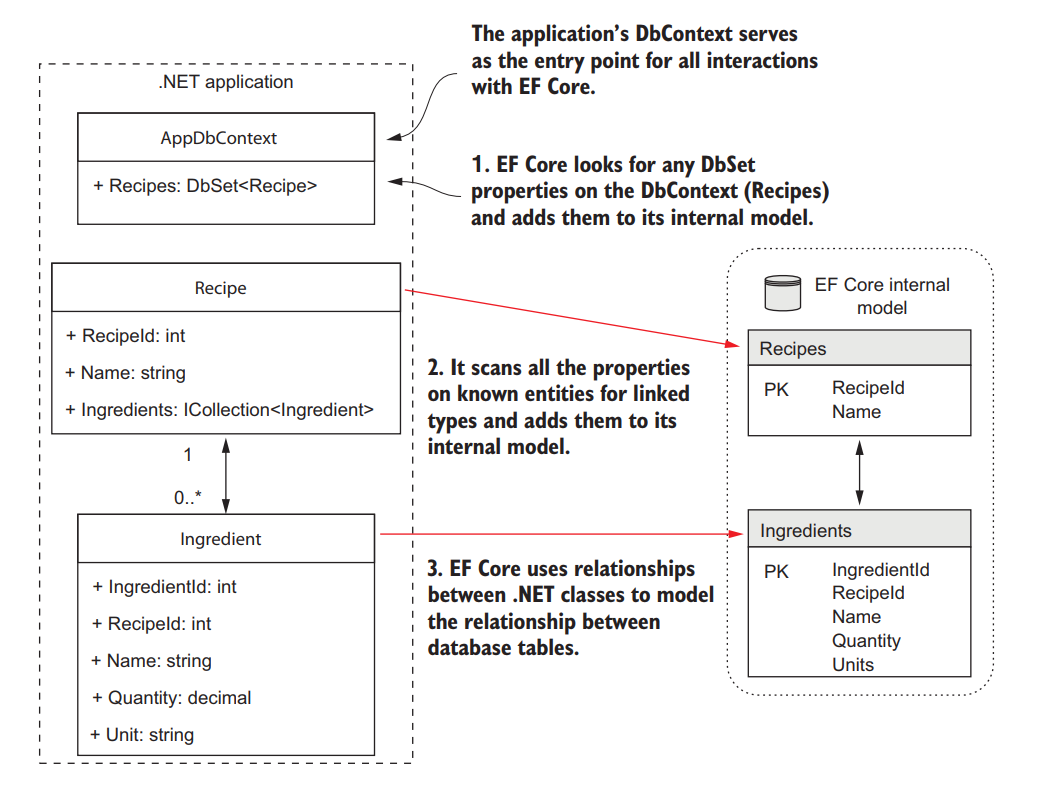 The application's DbContext serves
as the entry point for all interactions
with EF Core.
.NET application
AppDbContext
+ Recipes: DbSet<Recipe>
1. EF Core looks for any DbSet
properties on the DbContext (Recipes)
and adds them to its internal model.
Recipe
+ RecipeId: int
+ Name: string
+ Ingredients: ICollection<Ingredient>
1
0..*
2. It scans all the properties
on known entities for linked
types and adds them to its
internal model.
Ingredient
+ IngredientId: int
+ RecipeId: int
+ Name: string
+ Quantity: decimal
+ Unit: string
3. EF Core uses relationships
between .NET classes to model
the relationship between
database tables.
EF Core internal
model
Recipes
PK RecipeId
Name
Ingredients
PK IngredientId
RecipeId
Name
Quantity
Units